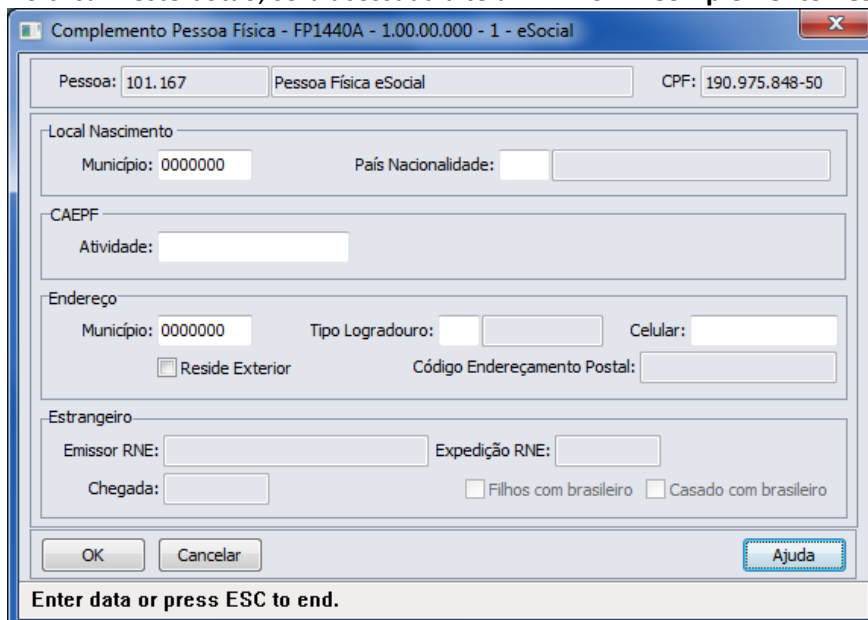 Complemento Pessoa Física - FP1440A - 1.00.00.000 - 1 - eSocial
Pessoa: 101.167 Pessoa Física eSocial CPF: 190.975.848-50
Local Nascimento
Município: 0000000 País Nacionalidade:
CAEPF
Atividade:
Endereço
Município: 0000000 Tipo Logradouro: Celular:
Reside Exterior Código Endereçamento Postal:
Estrangeiro
Emissor RNE: Expedição RNE:
Chegada: Filhos com brasileiro Casado com brasileiro
OK Cancelar Ajuda
Enter data or press ESC to end.